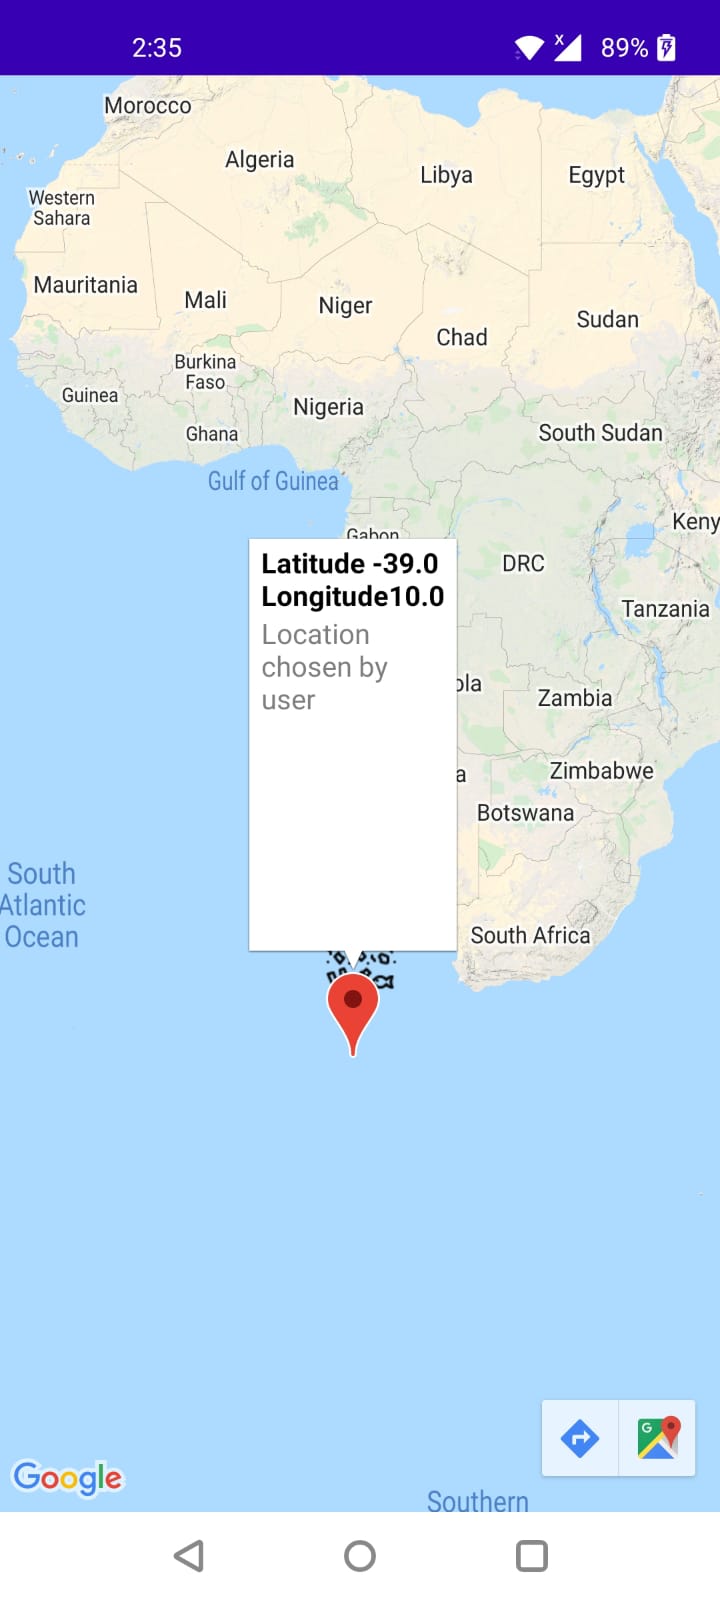 2:35
x
89%
Morocco
Algeria
Libya
Egypt
Western
Sahara
Mauritania
Mali
Niger
Chad
Sudan
Burkina
Faso
Guinea
Nigeria
Ghana
South Sudan
Gulf of Guinea
Keny
Gabon
DRC
Latitude -39.0
Longitude10.0
Location
chosen by
user
Tanzania
ola
Zambia
a
Zimbabwe
Botswana
South
Atlantic
Ocean
South Africa
G
Google
Southern